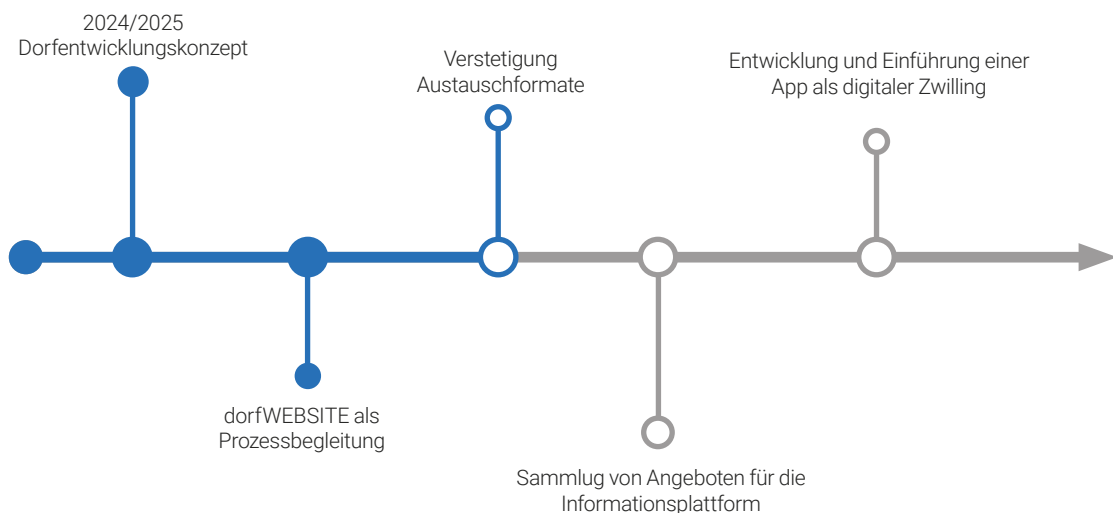 2024/2025
Dorfentwicklungskonzept
Verstetigung
Austauschformate
Entwicklung und Einführung einer
App als digitaler Zwilling
dorfWEBSITE als
Prozessbegleitung
Sammlug von Angeboten für die
Informationsplattform